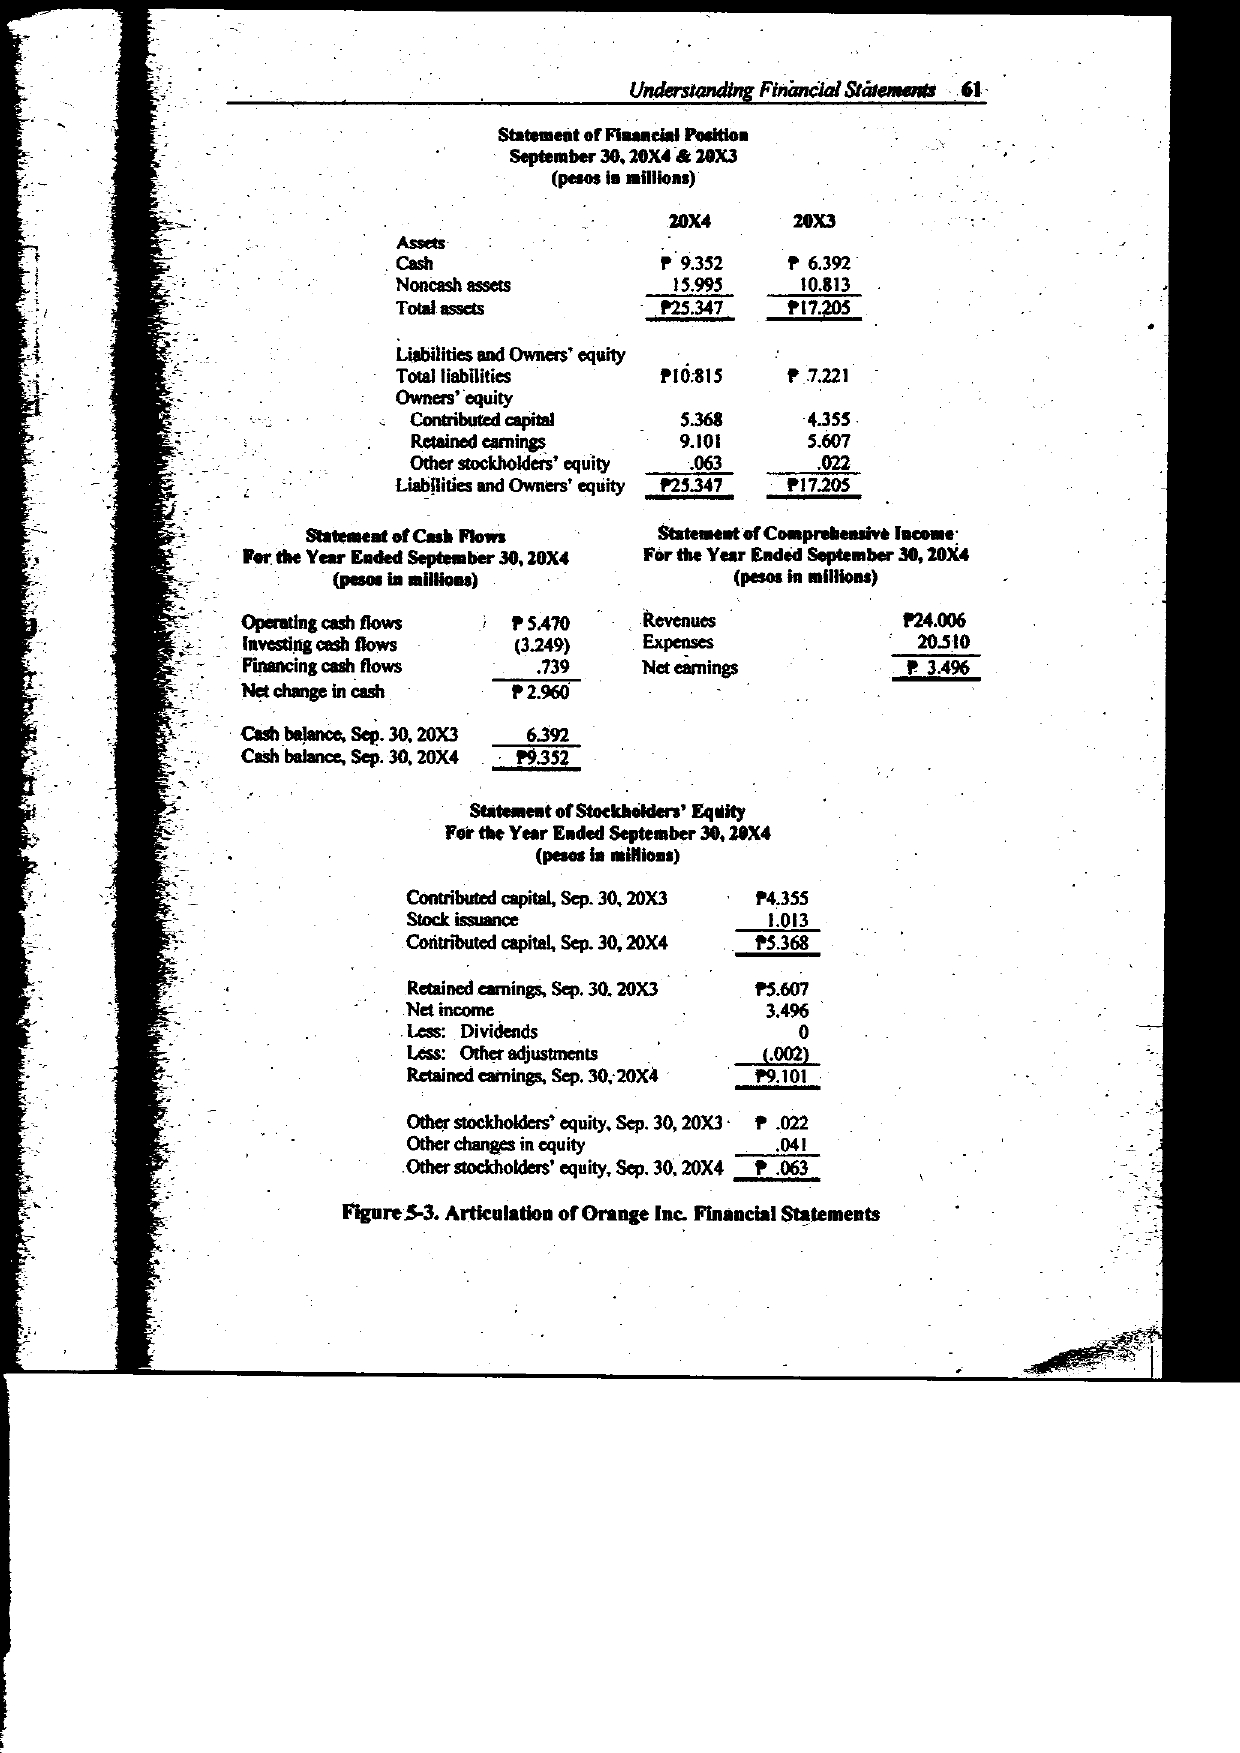 Understanding Financial Statements 61
Statement of Financial Position
September 30, 20X4 & 20X3
(pesos in millions)
20X4 20X3
Assets
Cash ₱ 9.352 ₱ 6.392
Noncash assets 15.995 10.813
Total assets ₱25.347 ₱17.205
Liabilities and Owners' equity
Total liabilities ₱10.815 ₱ 7.221
Owners' equity
Contributed capital 5.368 4.355
Retained earnings 9.101 5.607
Other stockholders' equity .063 .022
Liabilities and Owners' equity ₱25.347 ₱17.205
Statement of Cash Flows
For the Year Ended September 30, 20X4
(pesos in millions)
Operating cash flows ₱ 5.470
Investing cash flows (3.249)
Financing cash flows .739
Net change in cash ₱ 2.960
Cash balance, Sep. 30, 20X3 6.392
Cash balance, Sep. 30, 20X4 ₱9.352
Statement of Comprehensive Income
For the Year Ended September 30, 20X4
(pesos in millions)
Revenues ₱24.006
Expenses 20.510
Net earnings ₱ 3.496
Statement of Stockholders' Equity
For the Year Ended September 30, 20X4
(pesos in millions)
Contributed capital, Sep. 30, 20X3 ₱4.355
Stock issuance 1.013
Contributed capital, Sep. 30, 20X4 ₱5.368
Retained earnings, Sep. 30, 20X3 ₱5.607
Net income 3.496
Less: Dividends 0
Less: Other adjustments (.002)
Retained earnings, Sep. 30, 20X4 ₱9.101
Other stockholders' equity, Sep. 30, 20X3 ₱ .022
Other changes in equity .041
Other stockholders' equity, Sep. 30, 20X4 ₱ .063
Figure 5-3. Articulation of Orange Inc. Financial Statements